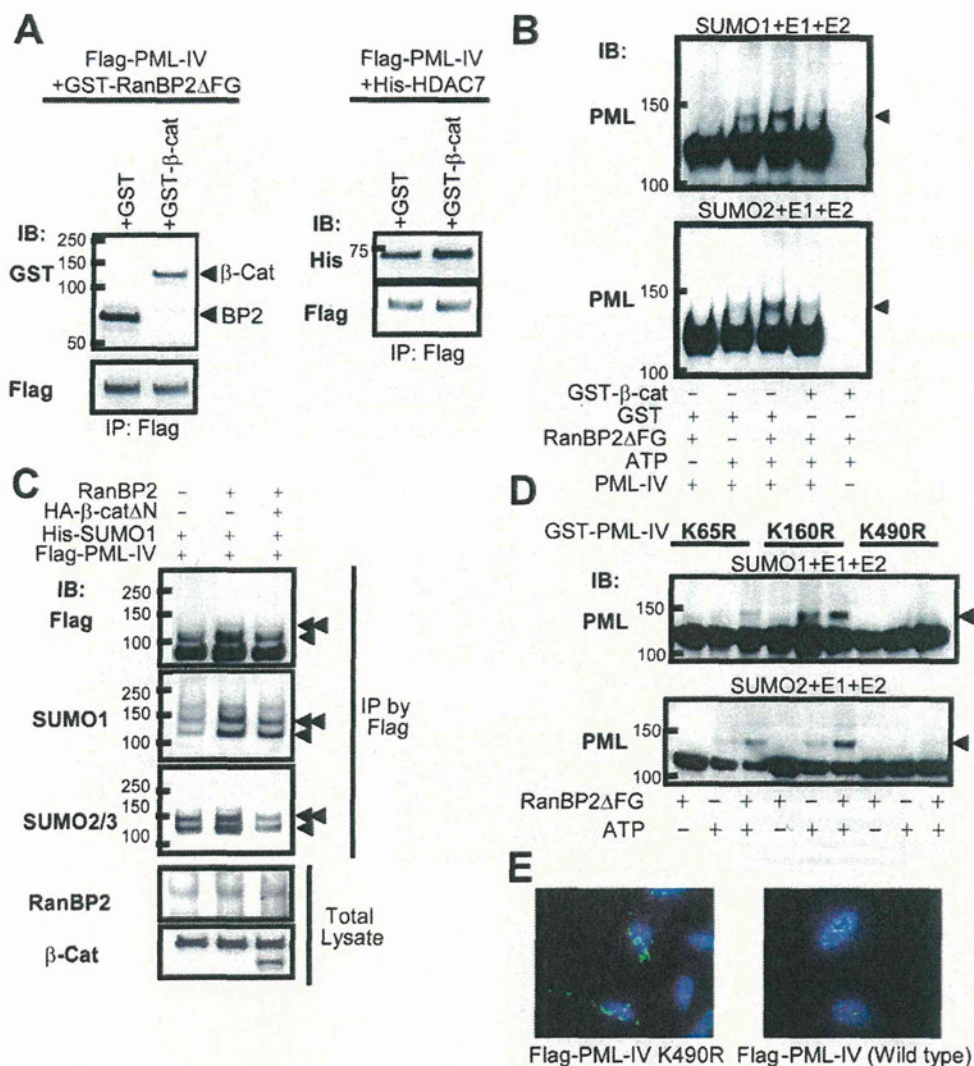 A
Flag-PML-IV
+GST-RanBP2ΔFG
+GST
+GST-β-cat
IB:
GST
250
150
100
50
β-Cat
BP2
Flag
IP: Flag
Flag-PML-IV
+His-HDAC7
+GST
+GST-β-cat
IB:
His
75
Flag
IP: Flag
B
SUMO1+E1+E2
IB:
PML
150
100
SUMO2+E1+E2
PML
150
100
GST-β-cat - - - + +
GST + + + - -
RanBP2ΔFG + - + + +
ATP - + + + +
PML-IV + + + + -
C
RanBP2 - + +
HA-β-catΔN - - +
His-SUMO1 + + +
Flag-PML-IV + + +
IB:
Flag
250
150
100
SUMO1
250
150
100
SUMO2/3
250
150
100
IP by
Flag
RanBP2
β-Cat
Total
Lysate
D
GST-PML-IV K65R K160R K490R
SUMO1+E1+E2
IB:
PML
150
100
SUMO2+E1+E2
PML
150
100
RanBP2ΔFG + - + + - + + - +
ATP - + + - + + - + +
E
Flag-PML-IV K490R
Flag-PML-IV (Wild type)